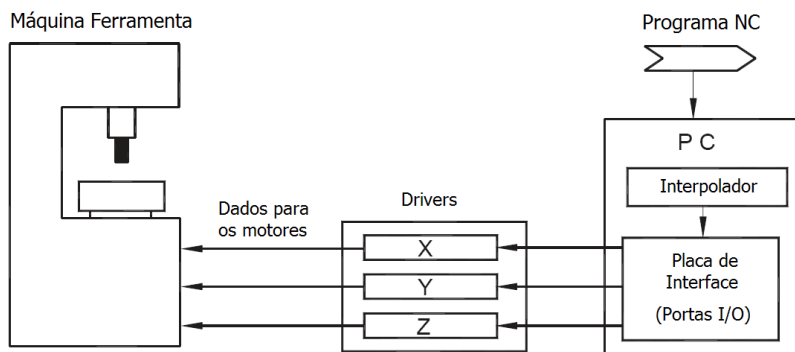 Máquina Ferramenta
Programa NC
P C
Interpolador
Dados para
os motores
Drivers
X
Y
Z
Placa de
Interface
(Portas I/O)